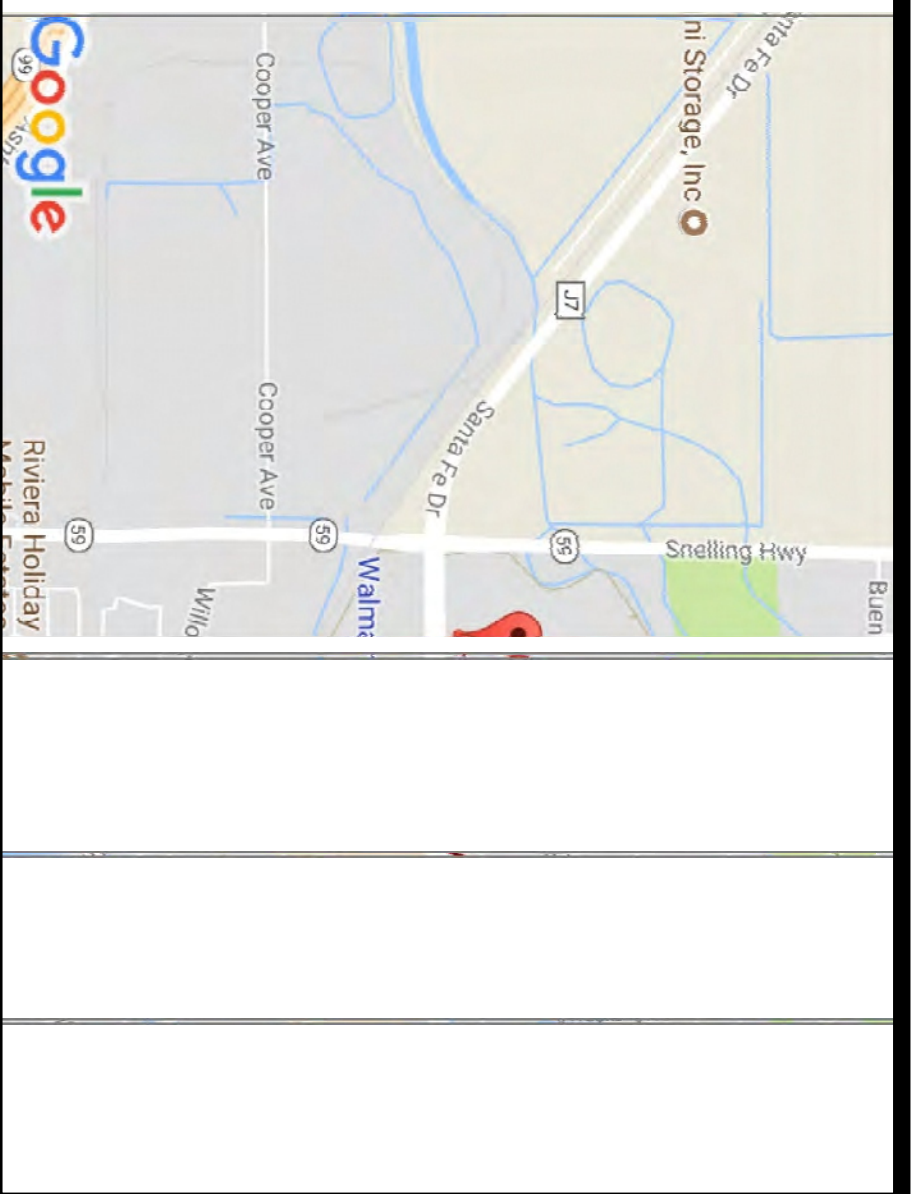 Google
99
Cooper Ave
Cooper Ave
ni Storage, Inc
anta Fe Dr
J7
Santa Fe Dr
59
59
59
Snelling Hwy
Walma
Willo
Buen
Riviera Holiday